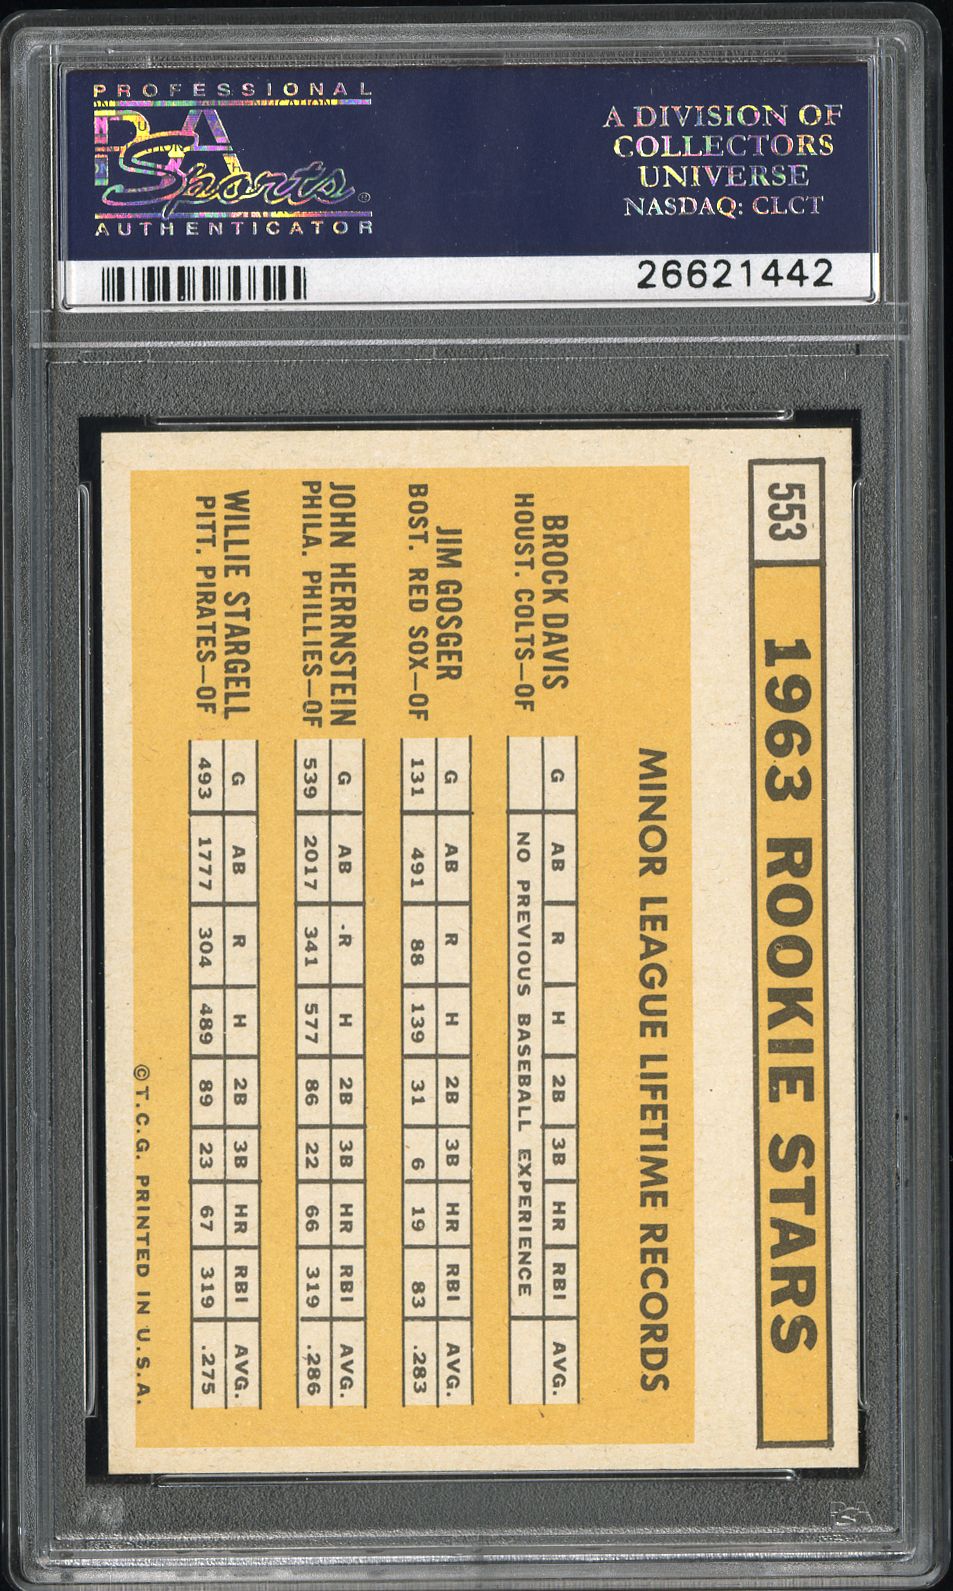 PROFESSIONAL
PSA
Sports®
AUTHENTICATOR
A DIVISION OF
COLLECTORS
UNIVERSE
NASDAQ: CLCT
26621442
553
1963 ROOKIE STARS
MINOR LEAGUE LIFETIME RECORDS
BROCK DAVIS
HOUST. COLTS—OF
G AB R H 2B 3B HR RBI AVG.
NO PREVIOUS BASEBALL EXPERIENCE
JIM GOSGER
BOST. RED SOX—OF
G AB R H 2B 3B HR RBI AVG.
131 491 88 139 31 6 19 83 .283
JOHN HERRNSTEIN
PHILA. PHILLIES—OF
G AB R H 2B 3B HR RBI AVG.
539 2017 341 577 86 22 66 319 .286
WILLIE STARGELL
PITT. PIRATES—OF
G AB R H 2B 3B HR RBI AVG.
493 1777 304 489 89 23 67 319 .275
©T.C.G. PRINTED IN U.S.A.
PSA